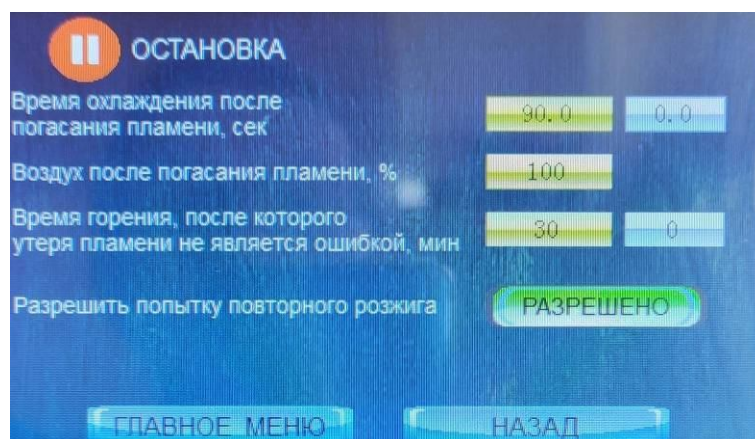 ОСТАНОВКА
Время охлаждения после
погасания пламени, сек
90.0 0.0
Воздух после погасания пламени, %
100
Время горения, после которого
утеря пламени не является ошибкой, мин
30 0
Разрешить попытку повторного розжига
РАЗРЕШЕНО
ГЛАВНОЕ МЕНЮ НАЗАД